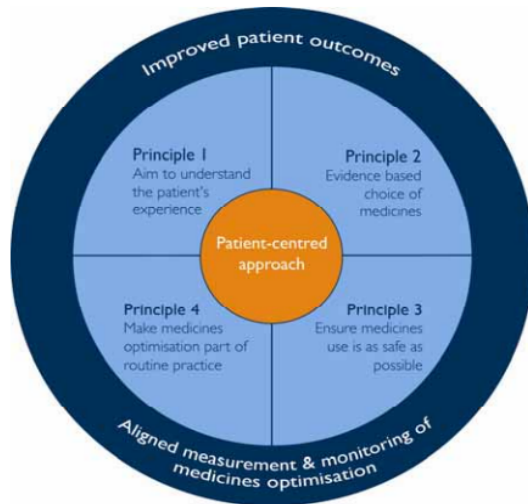 Improved patient outcomes
Principle 1
Aim to understand
the patient's
experience
Principle 2
Evidence based
choice of
medicines
Patient-centred
approach
Principle 4
Make medicines
optimisation part of
routine practice
Principle 3
Ensure medicines
use is as safe as
possible
Aligned measurement & monitoring of
medicines optimisation